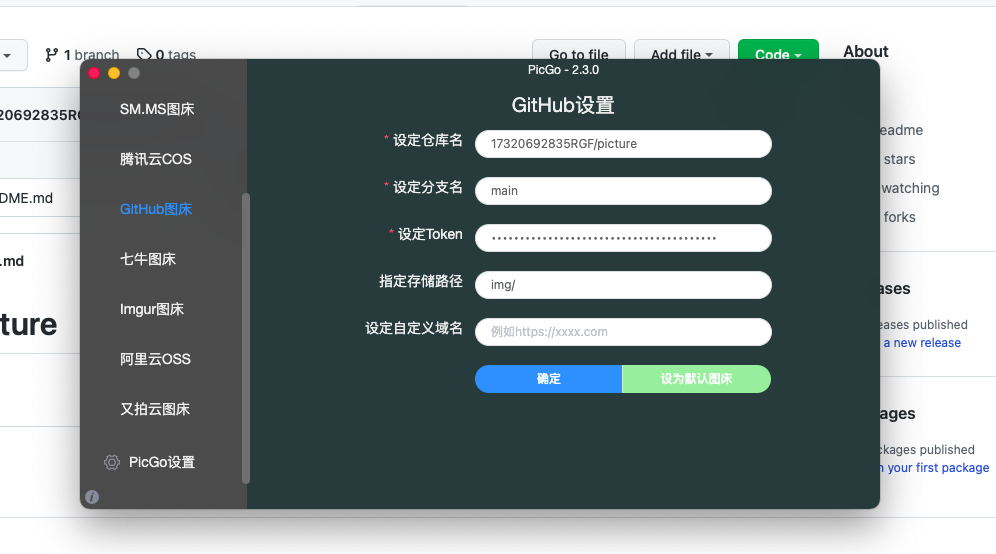 1 branch
0 tags
Go to file
Add file
Code
About
PicGo - 2.3.0
20692835RG
DME.md
.md
ture
SM.MS图床
腾讯云COS
GitHub图床
七牛图床
Imgur图床
阿里云OSS
又拍云图床
PicGo设置
GitHub设置
* 设定仓库名
17320692835RGF/picture
* 设定分支名
main
* 设定Token
指定存储路径
img/
设定自定义域名
例如https://xxxx.com
确定
设为默认图床
eadme
stars
watching
forks
ases
eases published
a new release
ages
ckages published
n your first package